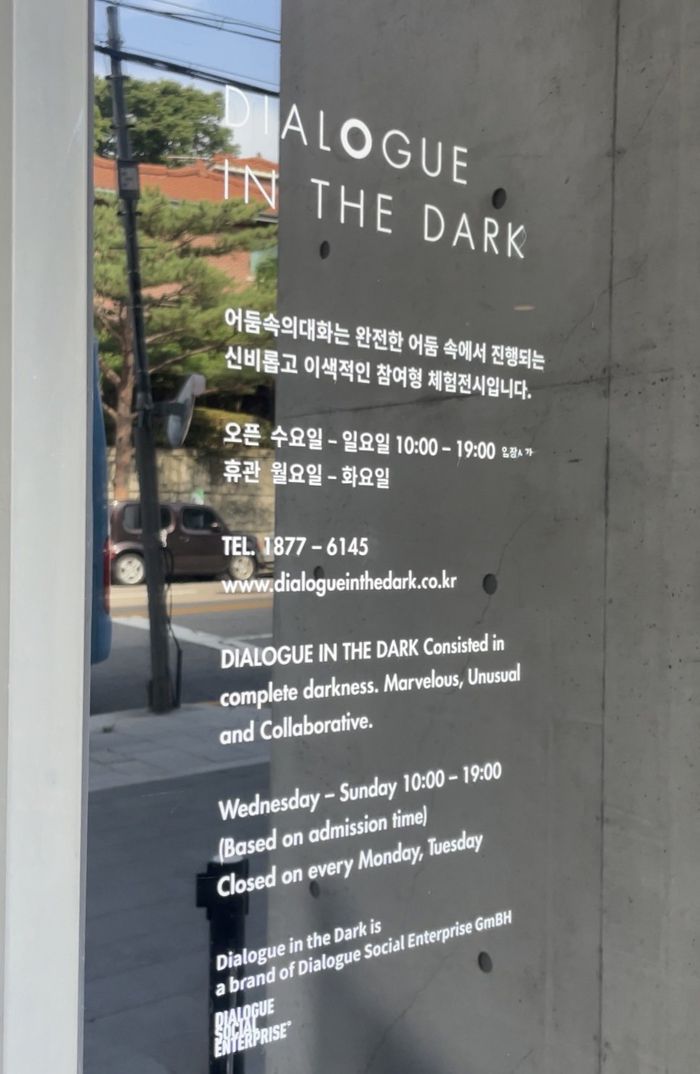 DIALOGUE
IN THE DARK
어둠속의대화는 완전한 어둠 속에서 진행되는
신비롭고 이색적인 참여형 체험전시입니다.
오픈 수요일 – 일요일 10:00 – 19:00
휴관 월요일 – 화요일
TEL. 1877 – 6145
www.dialogueinthedark.co.kr
DIALOGUE IN THE DARK Consisted in
complete darkness. Marvelous, Unusual
and Collaborative.
Wednesday – Sunday 10:00 – 19:00
(Based on admission time)
Closed on every Monday, Tuesday
Dialogue in the Dark is
a brand of Dialogue Social Enterprise GmBH
DIALOGUE
SOCIAL
ENTERPRISE